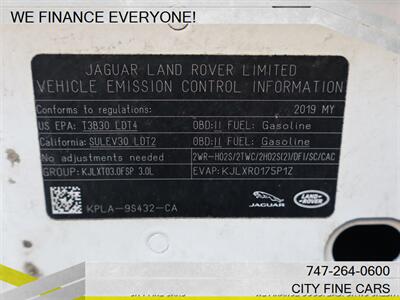 WE FINANCE EVERYONE!
JAGUAR LAND ROVER LIMITED
VEHICLE EMISSION CONTROL INFORMATION
Conforms to regulations: 2019 MY
US EPA: T3B30 LDT4 OBD:II FUEL: Gasoline
California: SULEV30 LDT2 OBD:II FUEL: Gasoline
No adjustments needed 2WR-HO2S/2TWC/2HO2S(2)/DFI/SC/CAC
GROUP: KJLXT03.0FSP 3.0L EVAP: KJLXR0175P1Z
KPLA-9S432-CA
JAGUAR
LAND-ROVER
747-264-0600
CITY FINE CARS